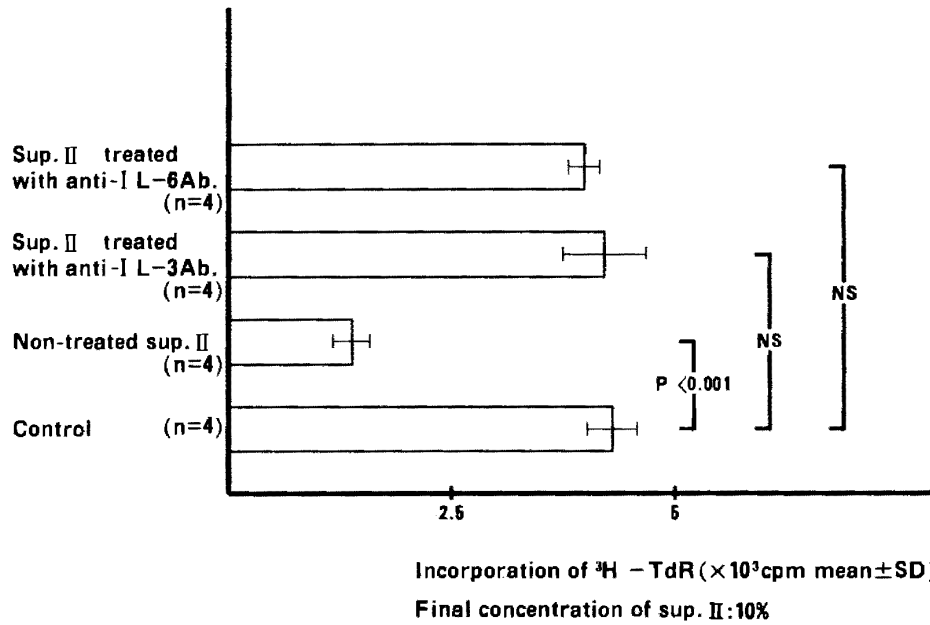 Sup. Ⅱ treated
with anti-I L-6Ab.
(n=4)
Sup. Ⅱ treated
with anti-I L-3Ab.
(n=4)
NS
Non-treated sup. Ⅱ
NS
(n=4)
P <0.001
Control (n=4)
2.5 5
Incorporation of ³H -TdR(×10³cpm mean±SD)
Final concentration of sup. Ⅱ:10%